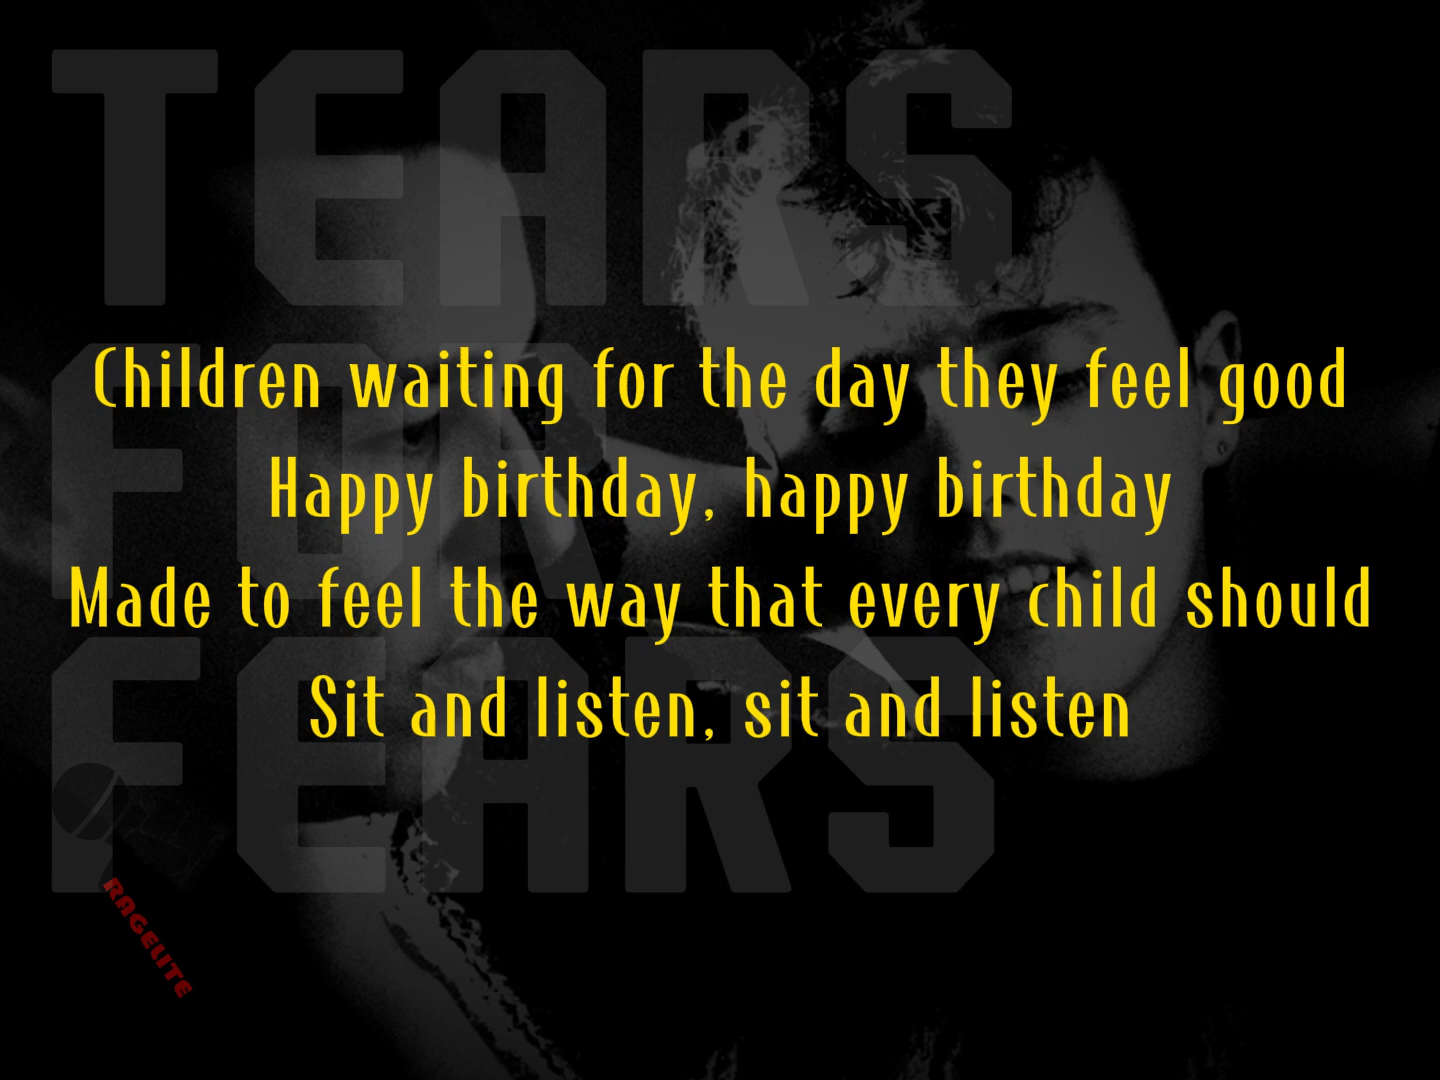 TEARS
FOR
FEARS
Children waiting for the day they feel good
Happy birthday, happy birthday
Made to feel the way that every child should
Sit and listen, sit and listen
RAGELITE